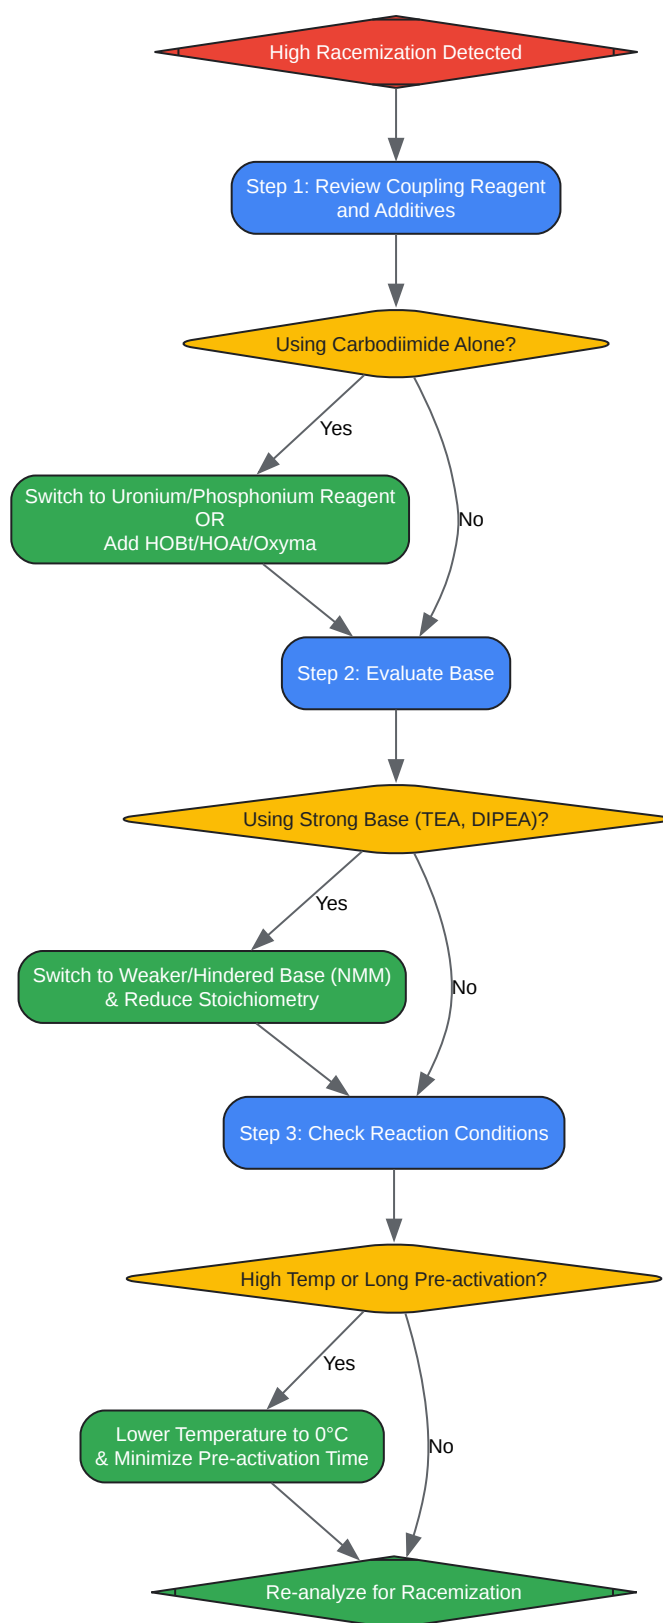 High Racemization Detected
Step 1: Review Coupling Reagent
and Additives
Using Carbodiimide Alone?
Yes
Switch to Uronium/Phosphonium Reagent
OR
Add HOBt/HOAt/Oxyma
No
Step 2: Evaluate Base
Using Strong Base (TEA, DIPEA)?
Yes
Switch to Weaker/Hindered Base (NMM)
& Reduce Stoichiometry
No
Step 3: Check Reaction Conditions
High Temp or Long Pre-activation?
Yes
Lower Temperature to 0°C
& Minimize Pre-activation Time
No
Re-analyze for Racemization